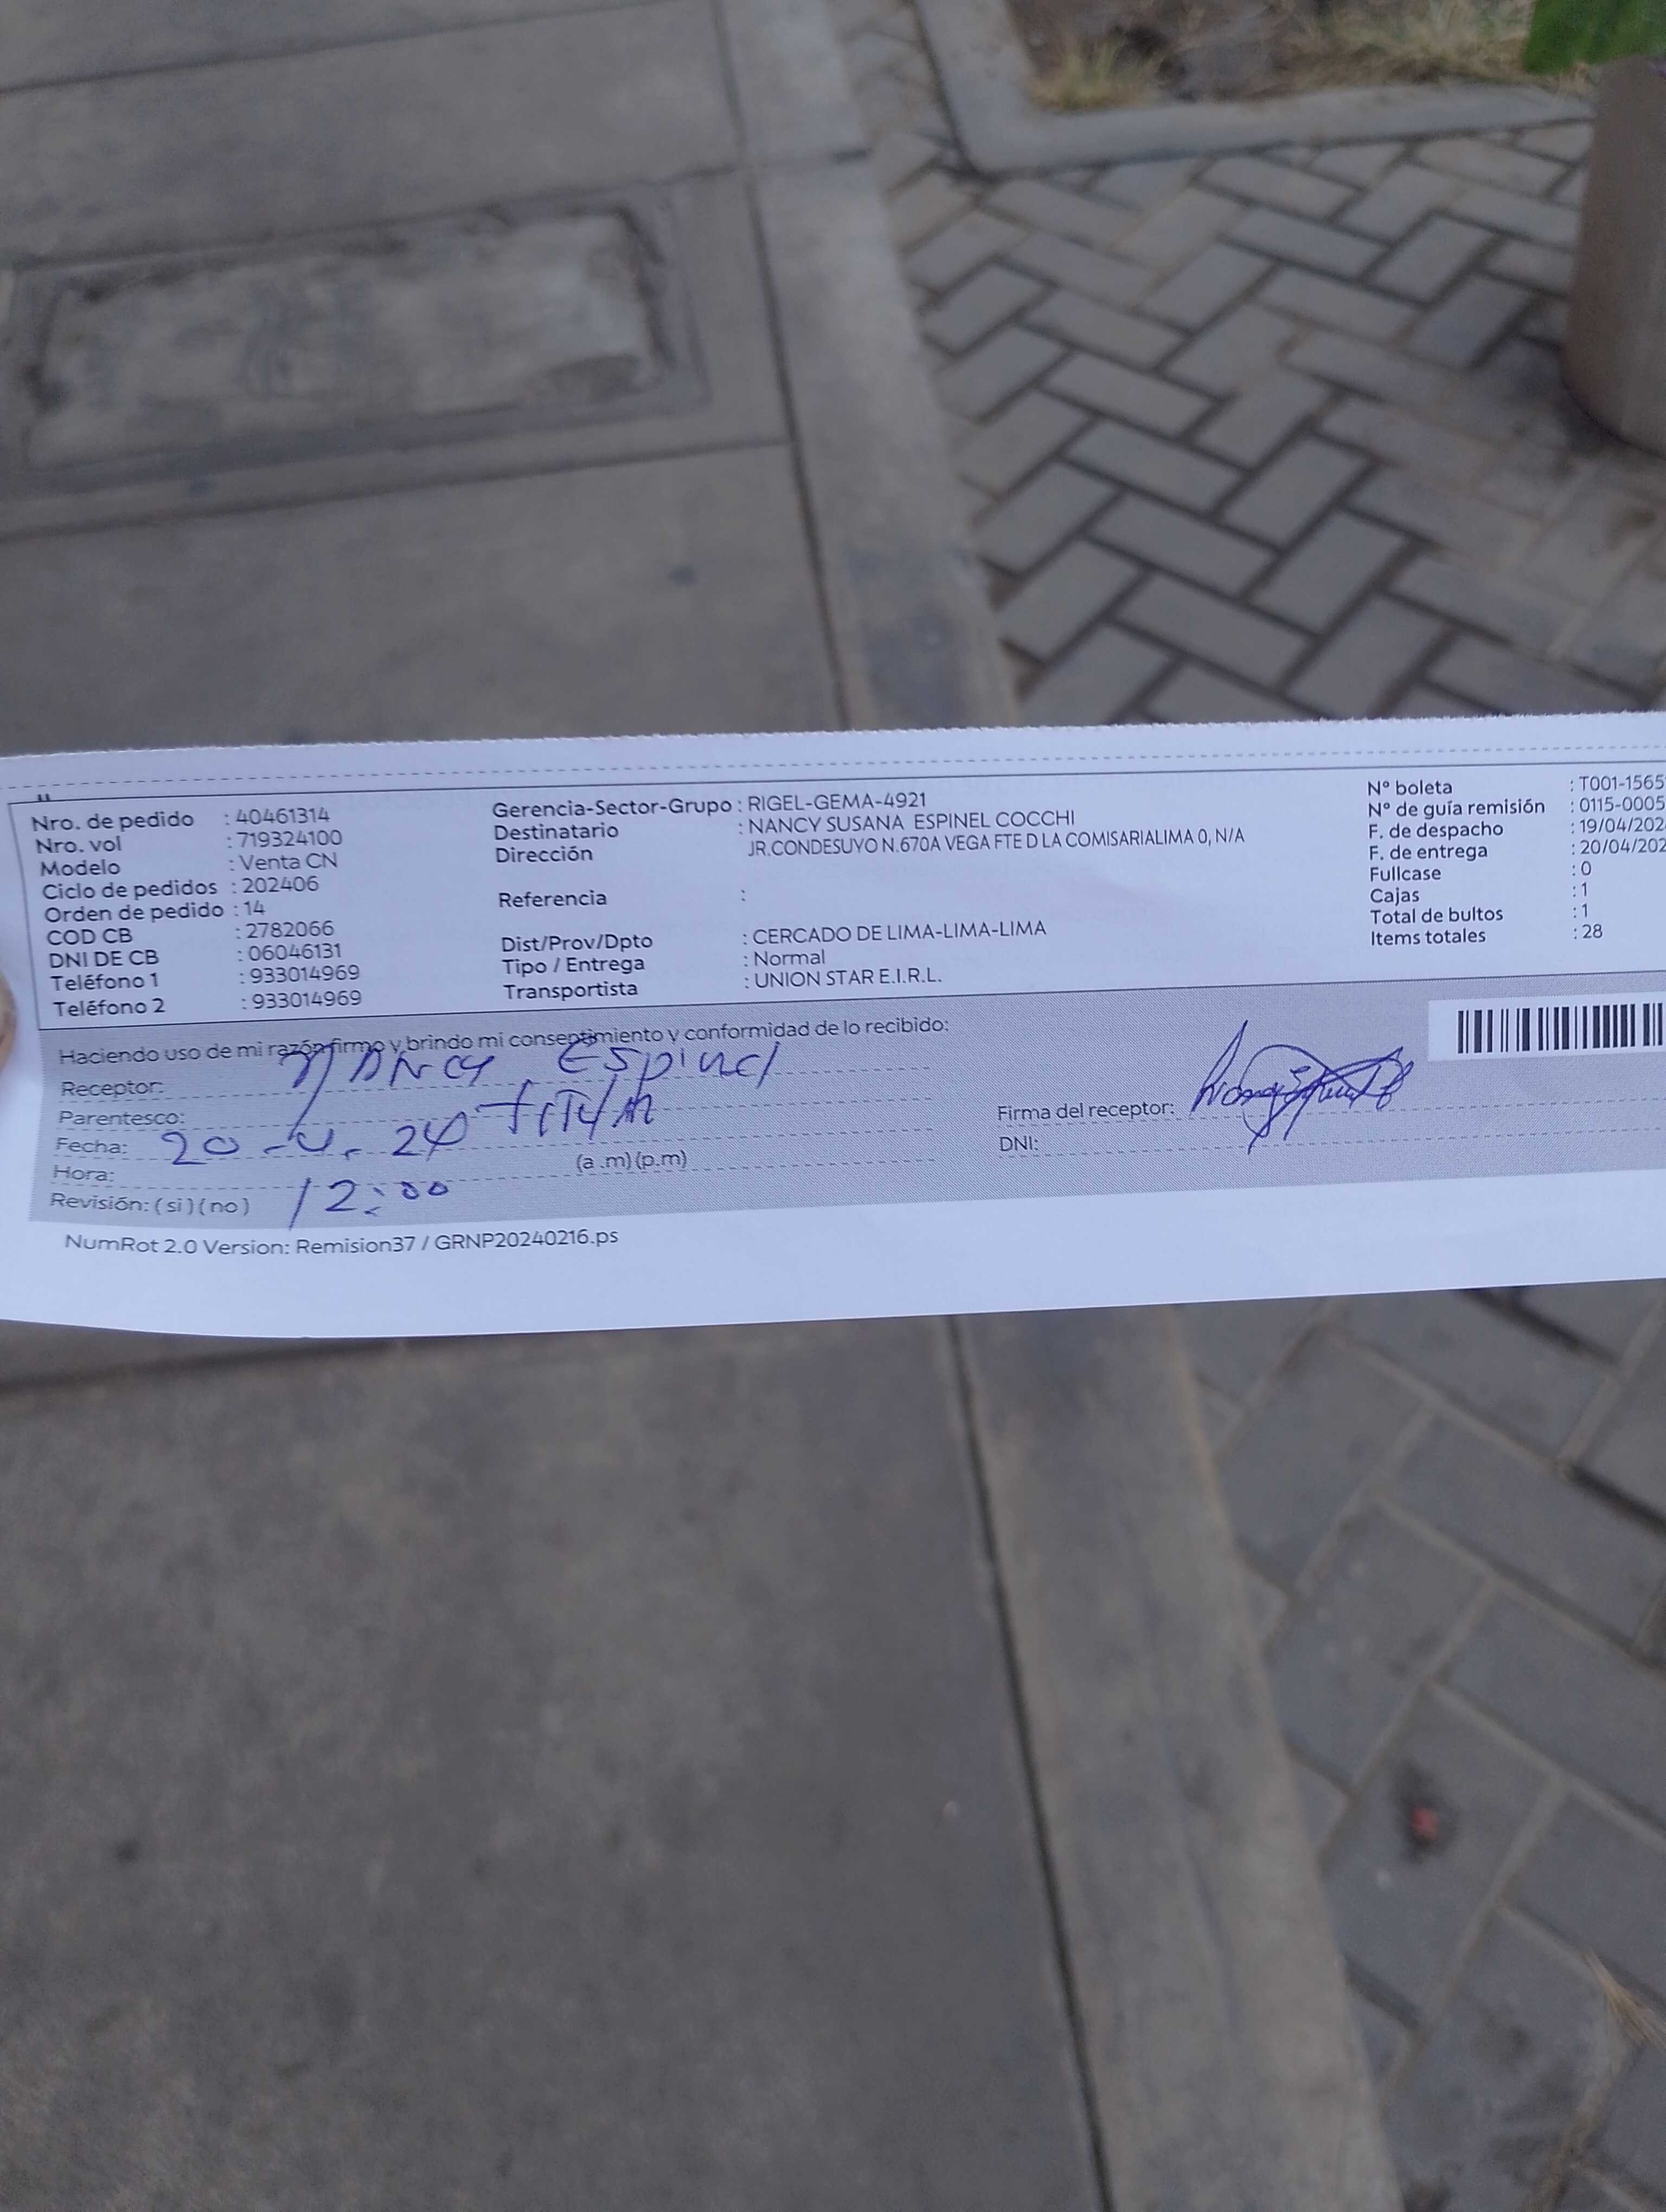 Nro. de pedido : 40461314
Nro. vol : 719324100
Modelo : Venta CN
Ciclo de pedidos : 202406
Orden de pedido : 14
COD CB : 2782066
DNI DE CB : 06046131
Teléfono 1 : 933014969
Teléfono 2 : 933014969
Gerencia-Sector-Grupo : RIGEL-GEMA-4921
Destinatario : NANCY SUSANA ESPINEL COCCHI
Dirección JR.CONDESUYO N.670A VEGA FTE D LA COMISARIALIMA 0, N/A
Referencia :
Dist/Prov/Dpto : CERCADO DE LIMA-LIMA-LIMA
Tipo / Entrega : Normal
Transportista : UNION STAR E.I.R.L.
Nº boleta : T001-1565
Nº de guía remisión : 0115-0005
F. de despacho : 19/04/202
F. de entrega : 20/04/202
Fullcase : 0
Cajas : 1
Total de bultos : 1
Items totales : 28
Haciendo uso de mi razón firmo y brindo mi consentimiento y conformidad de lo recibido:
Receptor: NANCY Espinel
Parentesco: TITUM
Fecha: 20-4-24
Hora: 12:00 (a .m) (p.m)
Revisión: ( si ) ( no )
Firma del receptor:
DNI:
NumRot 2.0 Version: Remision37 / GRNP20240216.ps